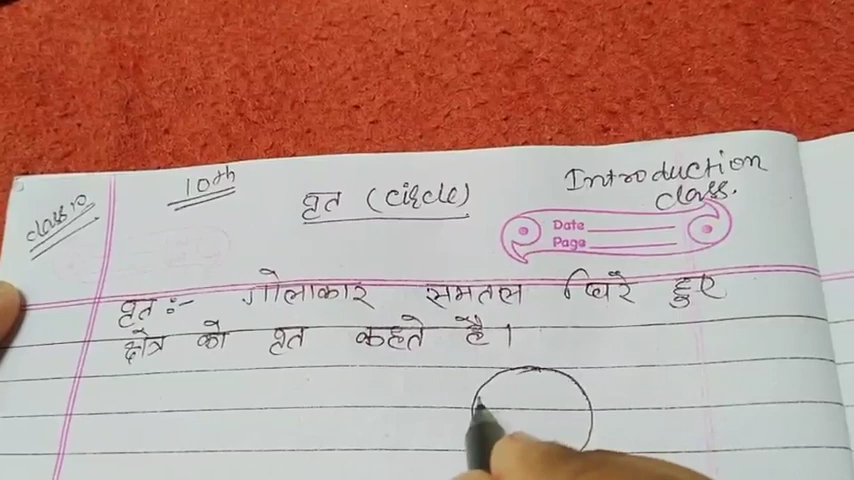 class 10
10th
वृत (circle)
Introduction
class.
Date
Page
वृत :- गोलाकार समतल घिरे हुए
क्षेत्र को वृत कहते है।